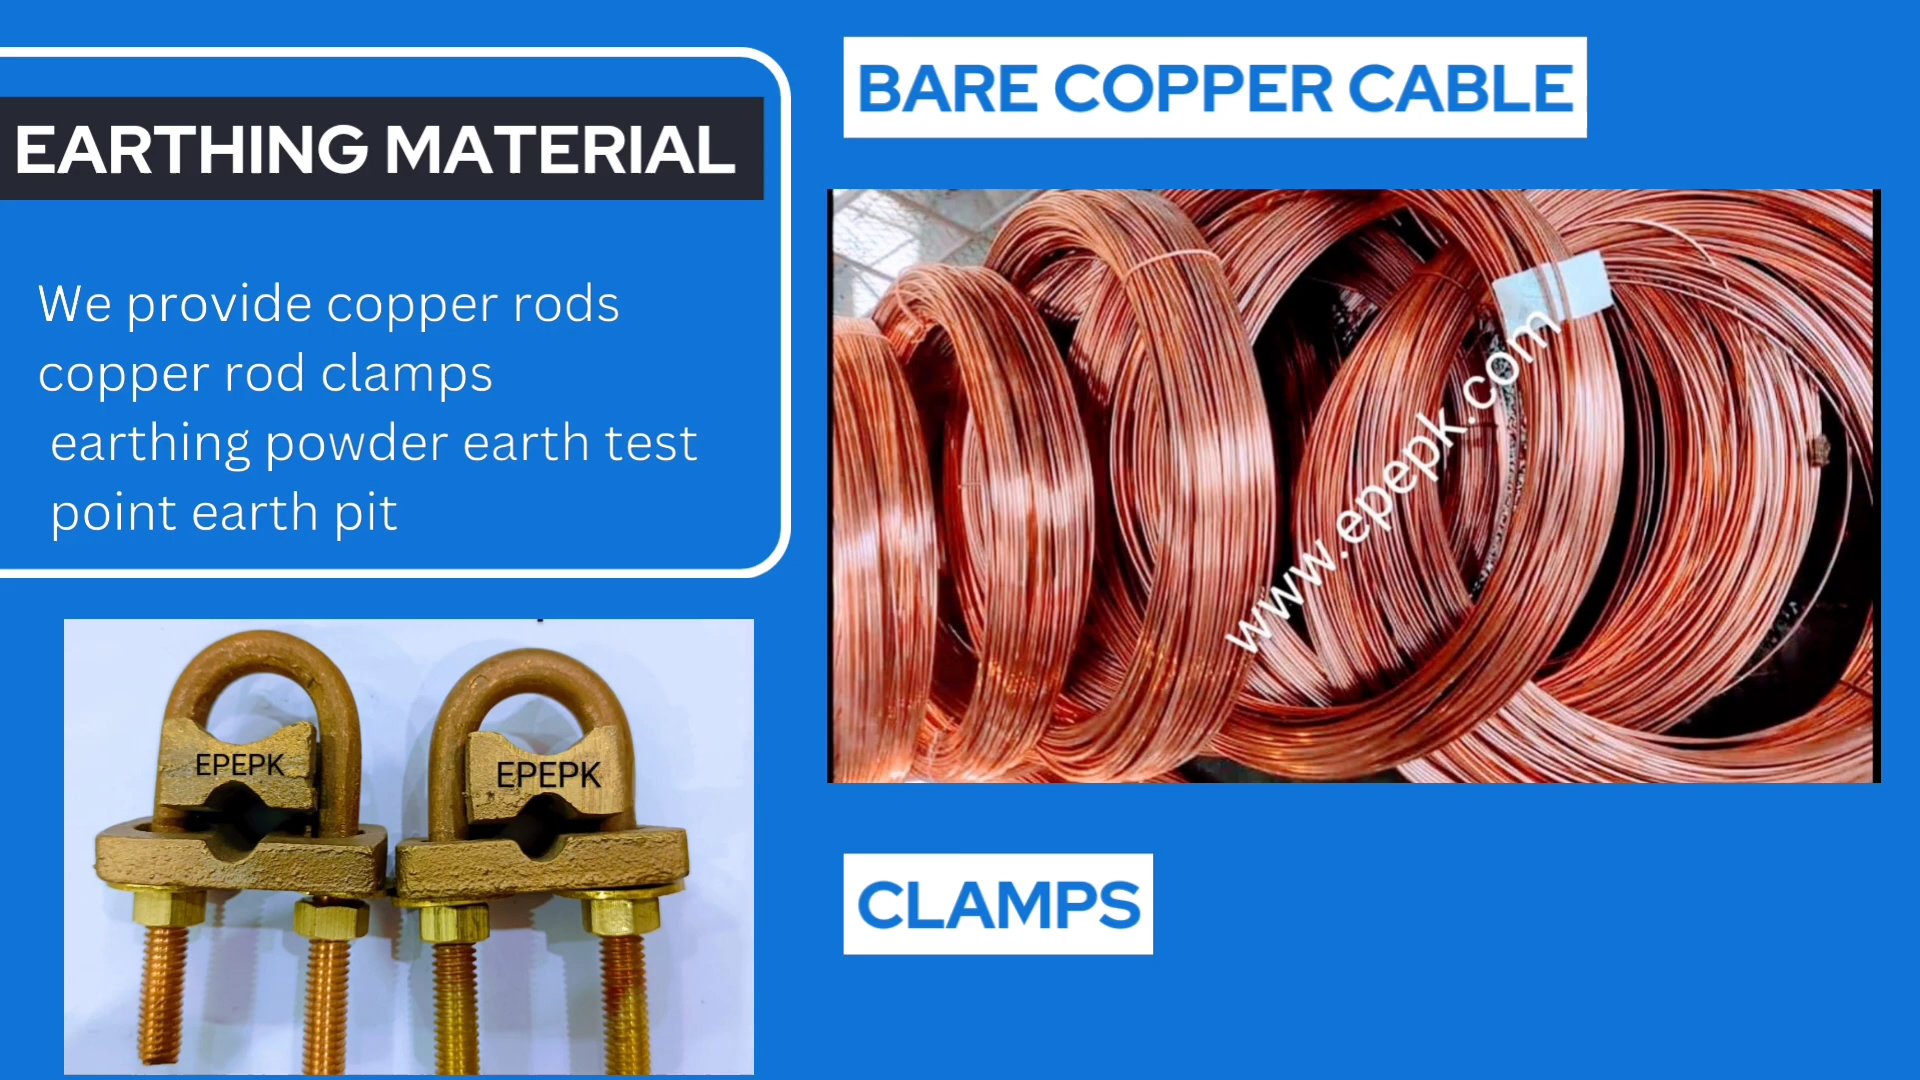 EARTHING MATERIAL
We provide copper rods
copper rod clamps
earthing powder earth test
point earth pit
BARE COPPER CABLE
www.epepk.com
EPEPK
EPEPK
CLAMPS